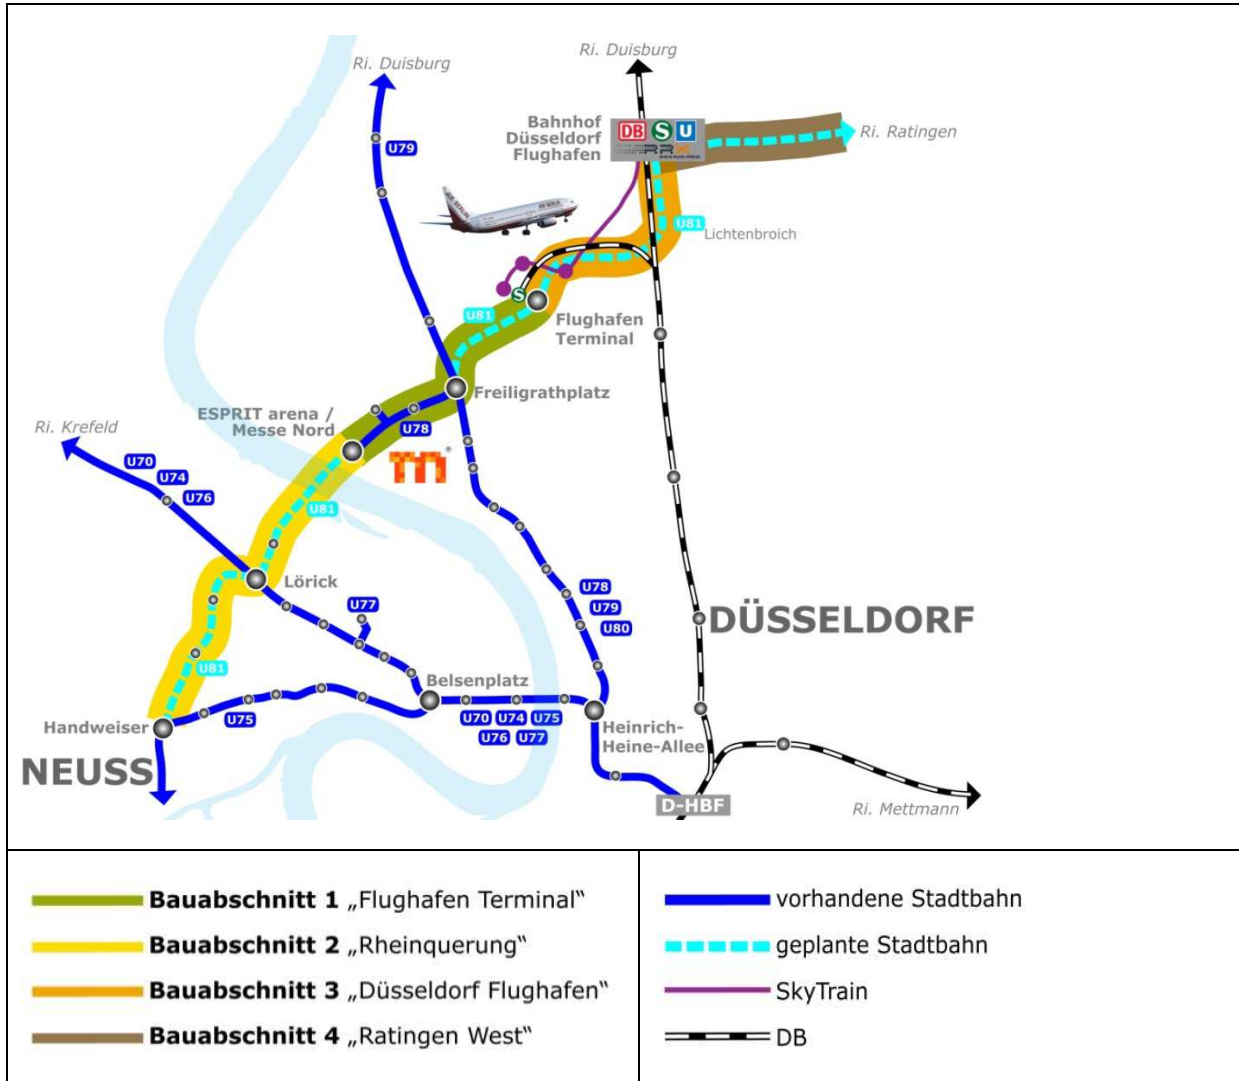 Ri. Duisburg
Ri. Duisburg
U79
Bahnhof
Düsseldorf
Flughafen
DB S U
Ri. Ratingen
AIR BERLIN
U81
Lichtenbroich
S
U81
Flughafen
Terminal
Freiligrathplatz
ESPRIT arena /
Messe Nord
U78
m
Ri. Krefeld
U70
U74
U76
U81
Lörick
U77
U78
U79
U80
DÜSSELDORF
U81
Belsenplatz
Handweiser
U75
U70 U74 U75
U76 U77
Heinrich-
Heine-Allee
NEUSS
D-HBF
Ri. Mettmann
Bauabschnitt 1 „Flughafen Terminal“
Bauabschnitt 2 „Rheinquerung“
Bauabschnitt 3 „Düsseldorf Flughafen“
Bauabschnitt 4 „Ratingen West“
vorhandene Stadtbahn
geplante Stadtbahn
SkyTrain
DB